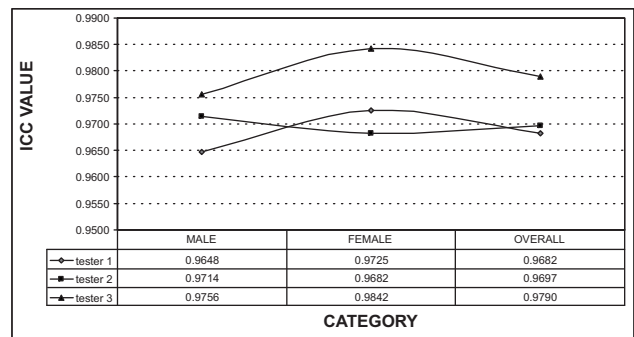 0.9900
0.9850
0.9800
0.9750
0.9700
0.9650
0.9600
0.9550
0.9500
ICC VALUE
MALE FEMALE OVERALL
tester 1 0.9648 0.9725 0.9682
tester 2 0.9714 0.9682 0.9697
tester 3 0.9756 0.9842 0.9790
CATEGORY